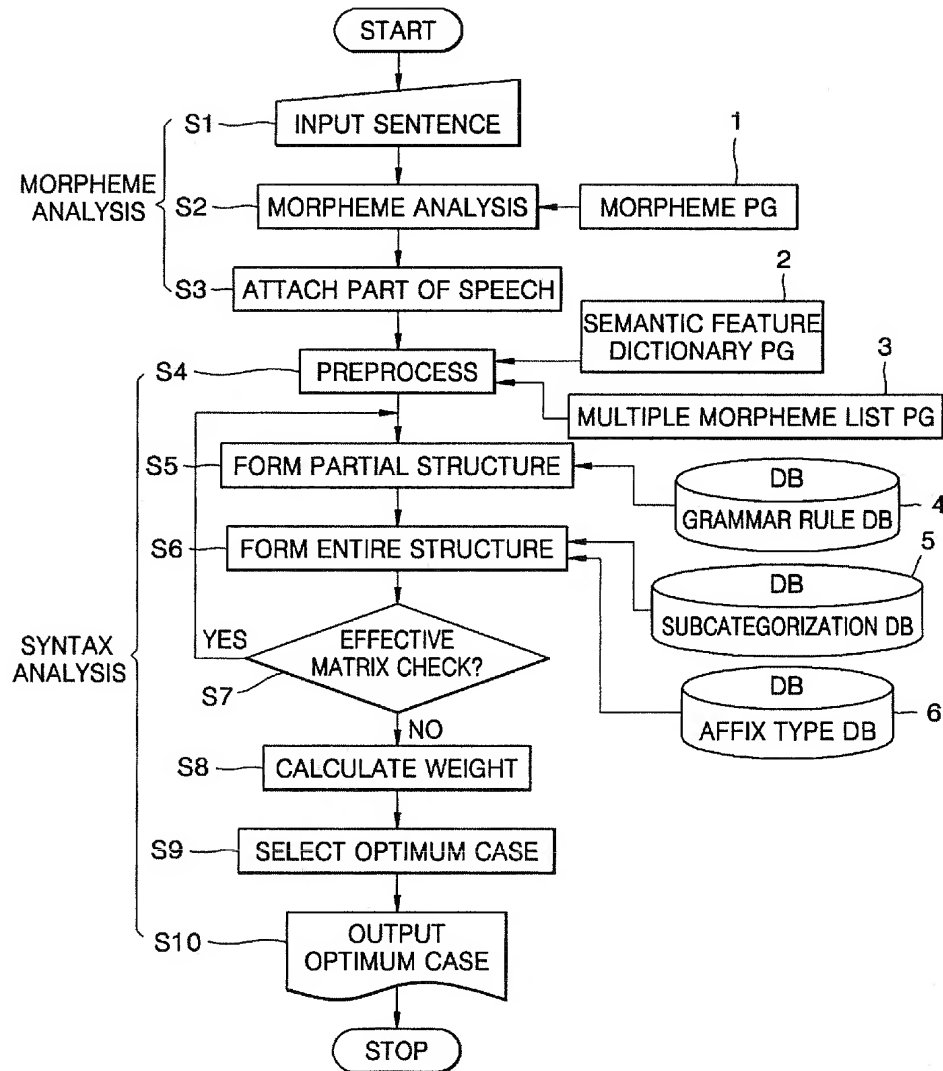 START
S1
INPUT SENTENCE
1
MORPHEME
ANALYSIS
S2
MORPHEME ANALYSIS
MORPHEME PG
S3
ATTACH PART OF SPEECH
2
SEMANTIC FEATURE
DICTIONARY PG
S4
PREPROCESS
3
MULTIPLE MORPHEME LIST PG
S5
FORM PARTIAL STRUCTURE
DB
GRAMMAR RULE DB
4
S6
FORM ENTIRE STRUCTURE
5
DB
SUBCATEGORIZATION DB
SYNTAX
ANALYSIS
YES
EFFECTIVE
MATRIX CHECK?
S7
DB
AFFIX TYPE DB
6
NO
S8
CALCULATE WEIGHT
S9
SELECT OPTIMUM CASE
S10
OUTPUT
OPTIMUM CASE
STOP